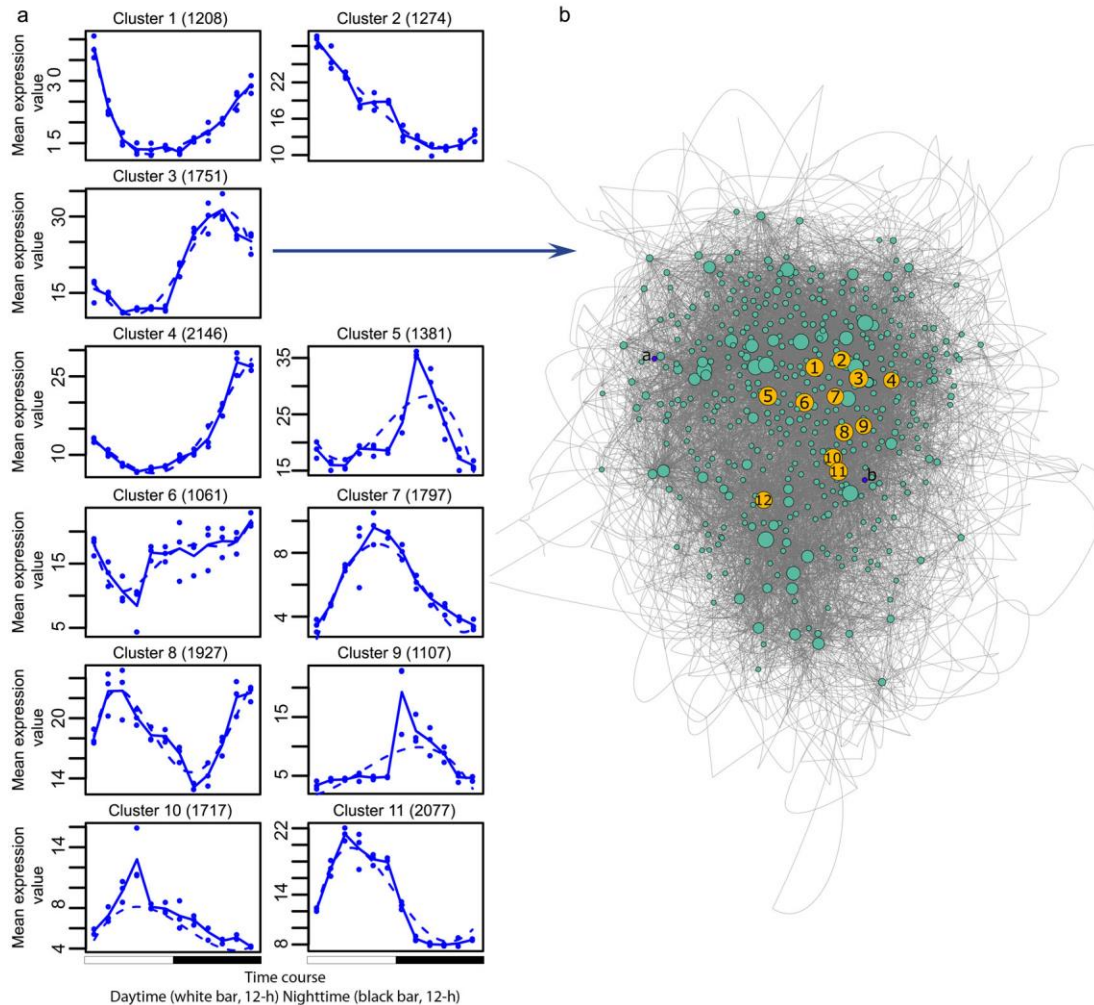 a
b
Cluster 1 (1208)
Cluster 2 (1274)
Mean expression
value
3 0
15
22
16
10
Cluster 3 (1751)
Mean expression
value
30
15
Cluster 4 (2146)
Cluster 5 (1381)
Mean expression
value
25
10
35
25
15
Cluster 6 (1061)
Cluster 7 (1797)
Mean expression
value
15
5
8
4
Cluster 8 (1927)
Cluster 9 (1107)
Mean expression
value
20
14
15
5
Cluster 10 (1717)
Cluster 11 (2077)
Mean expression
value
14
8
4
22
14
8
Time course
Daytime (white bar, 12-h) Nighttime (black bar, 12-h)
a
1
2
3
4
5
6
7
8
9
10
11
b
12